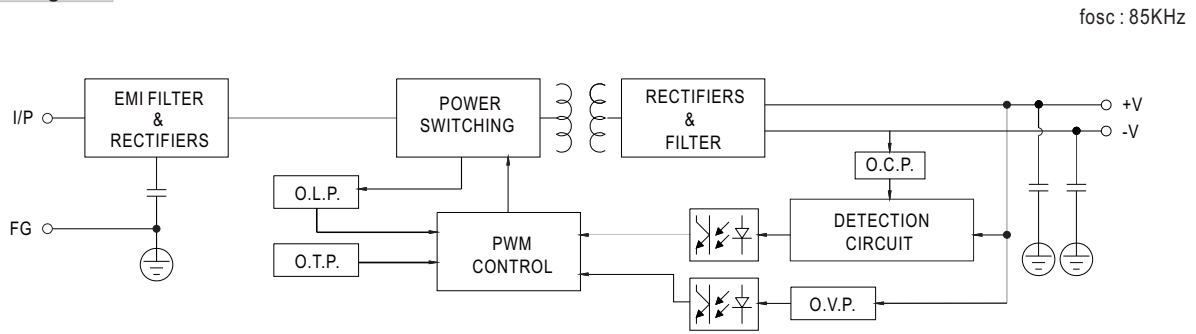 fosc : 85KHz
I/P
EMI FILTER
&
RECTIFIERS
POWER
SWITCHING
RECTIFIERS
&
FILTER
+V
-V
O.C.P.
O.L.P.
FG
PWM
CONTROL
DETECTION
CIRCUIT
O.T.P.
O.V.P.